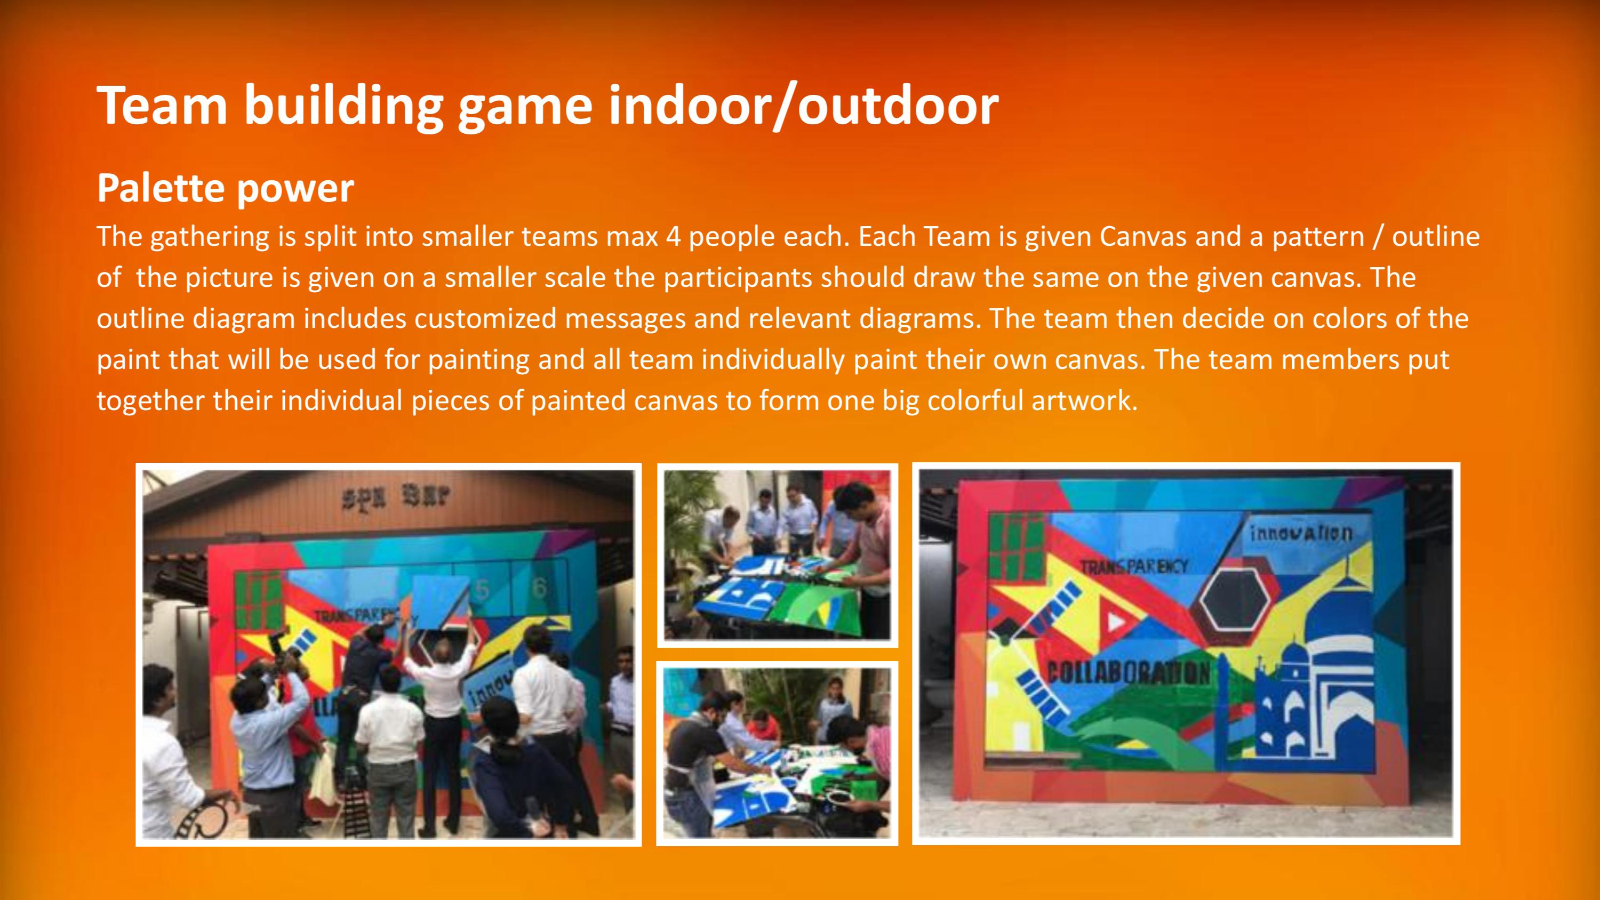 Team building game indoor/outdoor
Palette power
The gathering is split into smaller teams max 4 people each. Each Team is given Canvas and a pattern / outline
of  the picture is given on a smaller scale the participants should draw the same on the given canvas. The
outline diagram includes customized messages and relevant diagrams. The team then decide on colors of the
paint that will be used for painting and all team individually paint their own canvas. The team members put
together their individual pieces of painted canvas to form one big colorful artwork.
spa Bar
5 6
TRANSPARENCY
innov
LLA
innovation
TRANSPARENCY
COLLABORATION